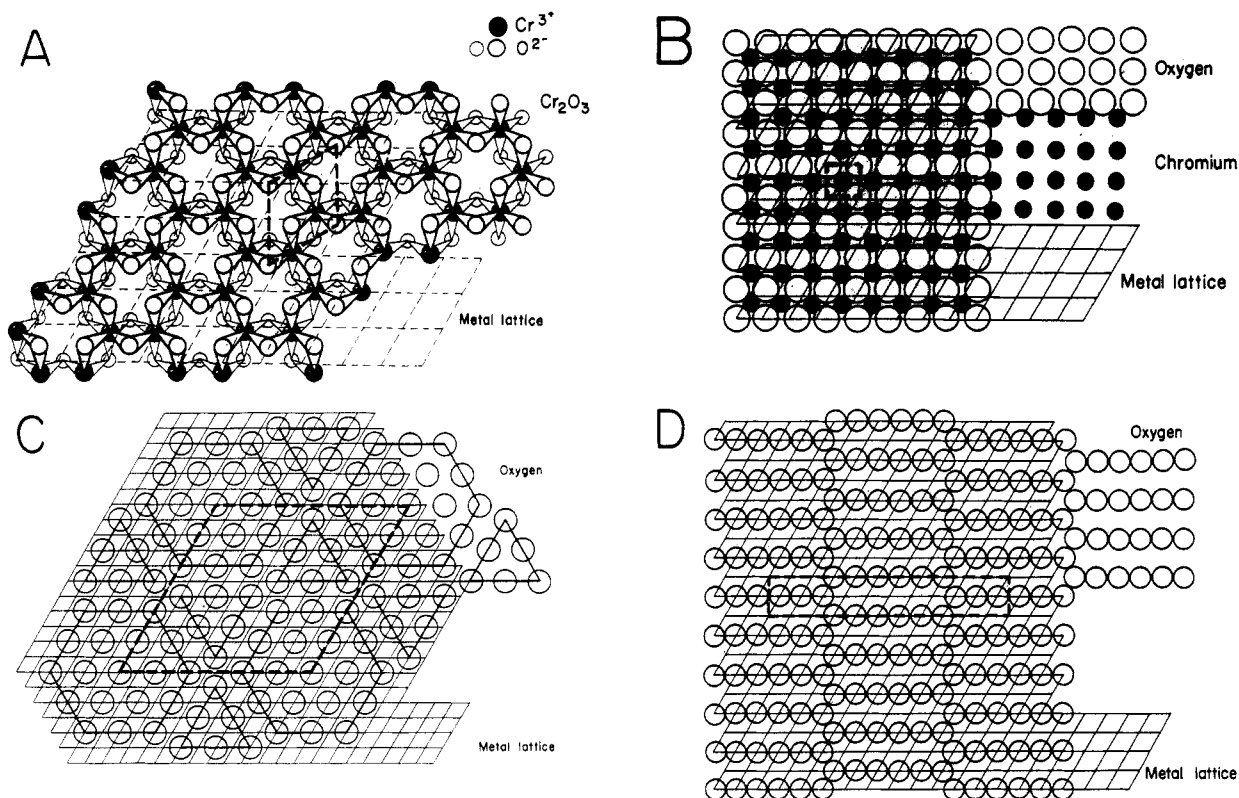 A
Cr³⁺
O²⁻
Cr₂O₃
Metal lattice
B
Oxygen
Chromium
Metal lattice
C
Oxygen
Metal lattice
D
Oxygen
Metal lattice